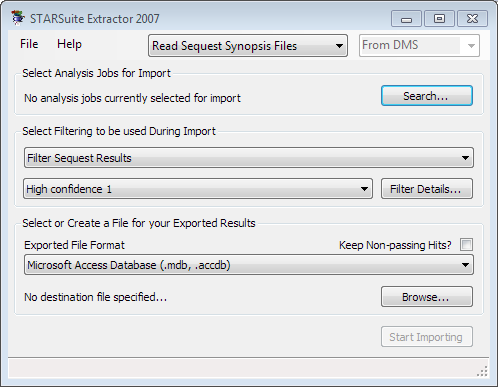 STARSuite Extractor 2007
File Help Read Sequest Synopsis Files From DMS
Select Analysis Jobs for Import
No analysis jobs currently selected for import Search...
Select Filtering to be used During Import
Filter Sequest Results
High confidence 1 Filter Details...
Select or Create a File for your Exported Results
Exported File Format Keep Non-passing Hits?
Microsoft Access Database (.mdb, .accdb)
No destination file specified... Browse...
Start Importing